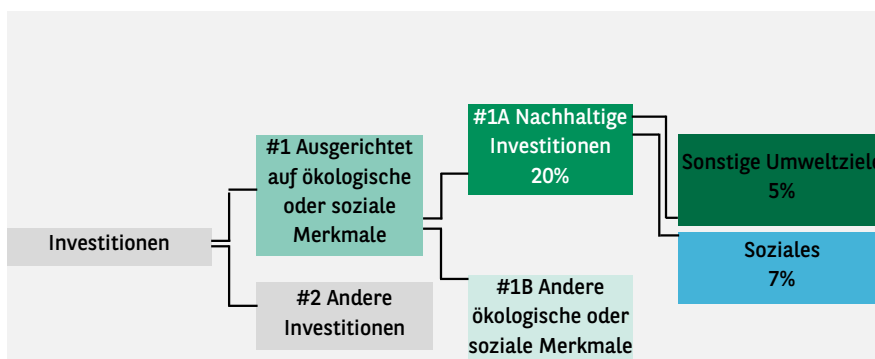 Investitionen
#1 Ausgerichtet
auf ökologische
oder soziale
Merkmale
#2 Andere
Investitionen
#1A Nachhaltige
Investitionen
20%
#1B Andere
ökologische oder
soziale Merkmale
Sonstige Umweltziele
5%
Soziales
7%